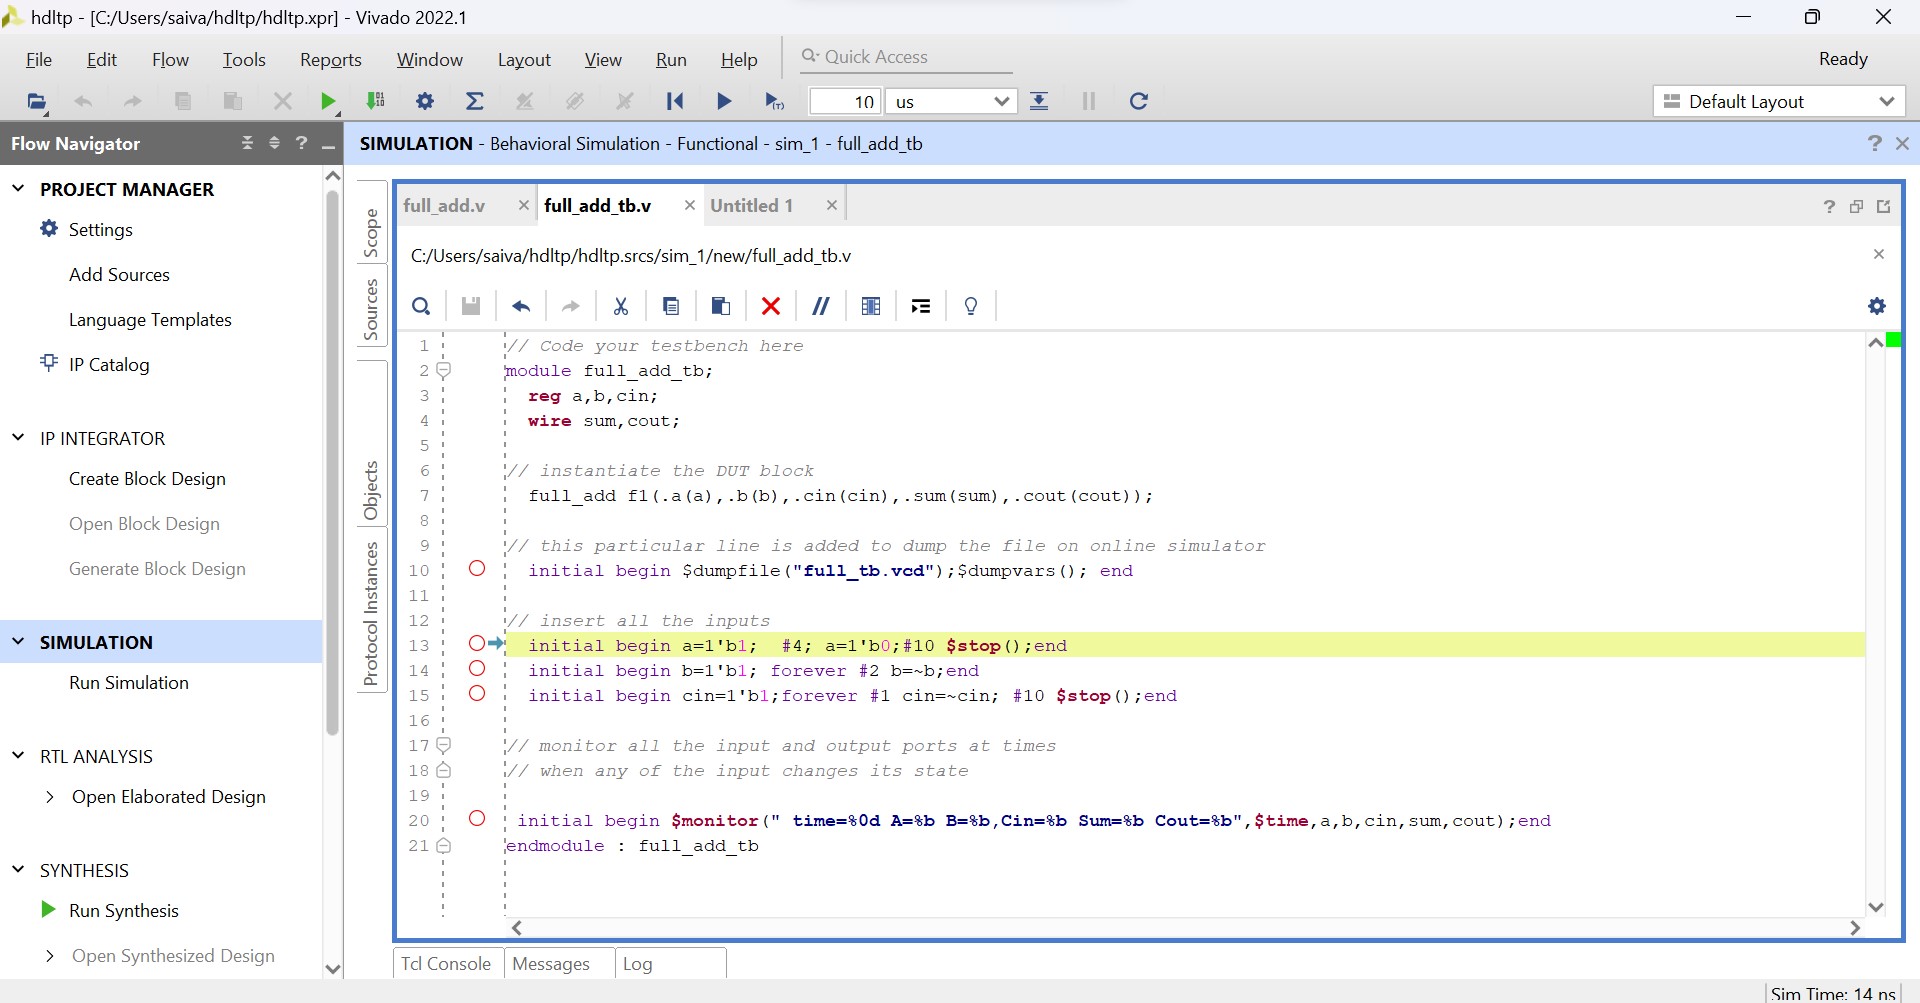 hdltp - [C:/Users/saiva/hdltp/hdltp.xpr] - Vivado 2022.1
File Edit Flow Tools Reports Window Layout View Run Help Quick Access Ready
10 us Default Layout
Flow Navigator
SIMULATION - Behavioral Simulation - Functional - sim_1 - full_add_tb
PROJECT MANAGER
Settings
Add Sources
Language Templates
IP Catalog
IP INTEGRATOR
Create Block Design
Open Block Design
Generate Block Design
SIMULATION
Run Simulation
RTL ANALYSIS
Open Elaborated Design
SYNTHESIS
Run Synthesis
Open Synthesized Design
Scope
Sources
Objects
Protocol Instances
full_add.v full_add_tb.v Untitled 1
C:/Users/saiva/hdltp/hdltp.srcs/sim_1/new/full_add_tb.v
1 // Code your testbench here
2 module full_add_tb;
3 reg a,b,cin;
4 wire sum,cout;
5
6 // instantiate the DUT block
7 full_add f1(.a(a),.b(b),.cin(cin),.sum(sum),.cout(cout));
8
9 // this particular line is added to dump the file on online simulator
10 initial begin $dumpfile("full_tb.vcd");$dumpvars(); end
11
12 // insert all the inputs
13 initial begin a=1'b1; #4; a=1'b0;#10 $stop();end
14 initial begin b=1'b1; forever #2 b=~b;end
15 initial begin cin=1'b1;forever #1 cin=~cin; #10 $stop();end
16
17 // monitor all the input and output ports at times
18 // when any of the input changes its state
19
20 initial begin $monitor(" time=%0d A=%b B=%b,Cin=%b Sum=%b Cout=%b",$time,a,b,cin,sum,cout);end
21 endmodule : full_add_tb
Tcl Console Messages Log
Sim Time: 14 ns